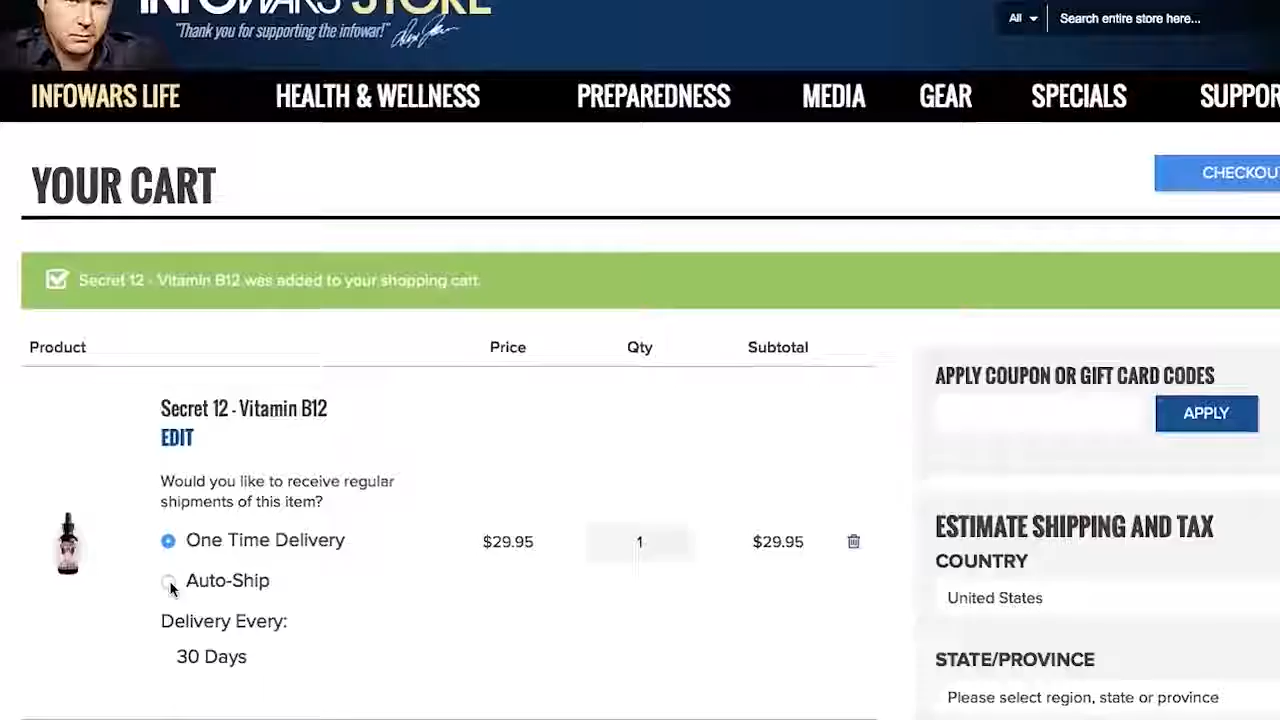 INFOWARS STORE
"Thank you for supporting the infowar!"
All
Search entire store here...
INFOWARS LIFE
HEALTH & WELLNESS
PREPAREDNESS
MEDIA
GEAR
SPECIALS
SUPPOR
YOUR CART
CHECKOU
Secret 12 - Vitamin B12 was added to your shopping cart.
Product
Price
Qty
Subtotal
Secret 12 - Vitamin B12
EDIT
Would you like to receive regular
shipments of this item?
One Time Delivery
$29.95
1
$29.95
Auto-Ship
Delivery Every:
30 Days
APPLY COUPON OR GIFT CARD CODES
APPLY
ESTIMATE SHIPPING AND TAX
COUNTRY
United States
STATE/PROVINCE
Please select region, state or province